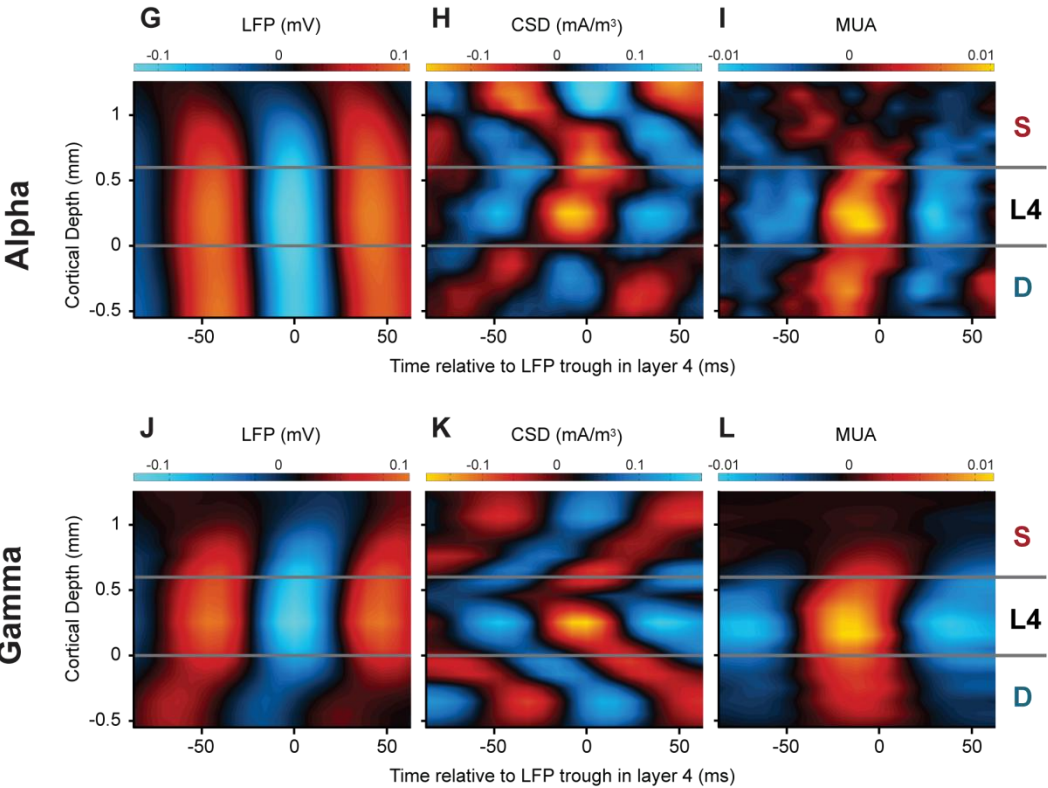 G LFP (mV) H CSD (mA/m³) I MUA
-0.1 0 0.1 -0.1 0 0.1 -0.01 0 0.01
Alpha
Cortical Depth (mm)
1
0.5
0
-0.5
S
L4
D
-50 0 50 -50 0 50 -50 0 50
Time relative to LFP trough in layer 4 (ms)
J LFP (mV) K CSD (mA/m³) L MUA
-0.1 0 0.1 -0.1 0 0.1 -0.01 0 0.01
Gamma
Cortical Depth (mm)
1
0.5
0
-0.5
S
L4
D
-50 0 50 -50 0 50 -50 0 50
Time relative to LFP trough in layer 4 (ms)